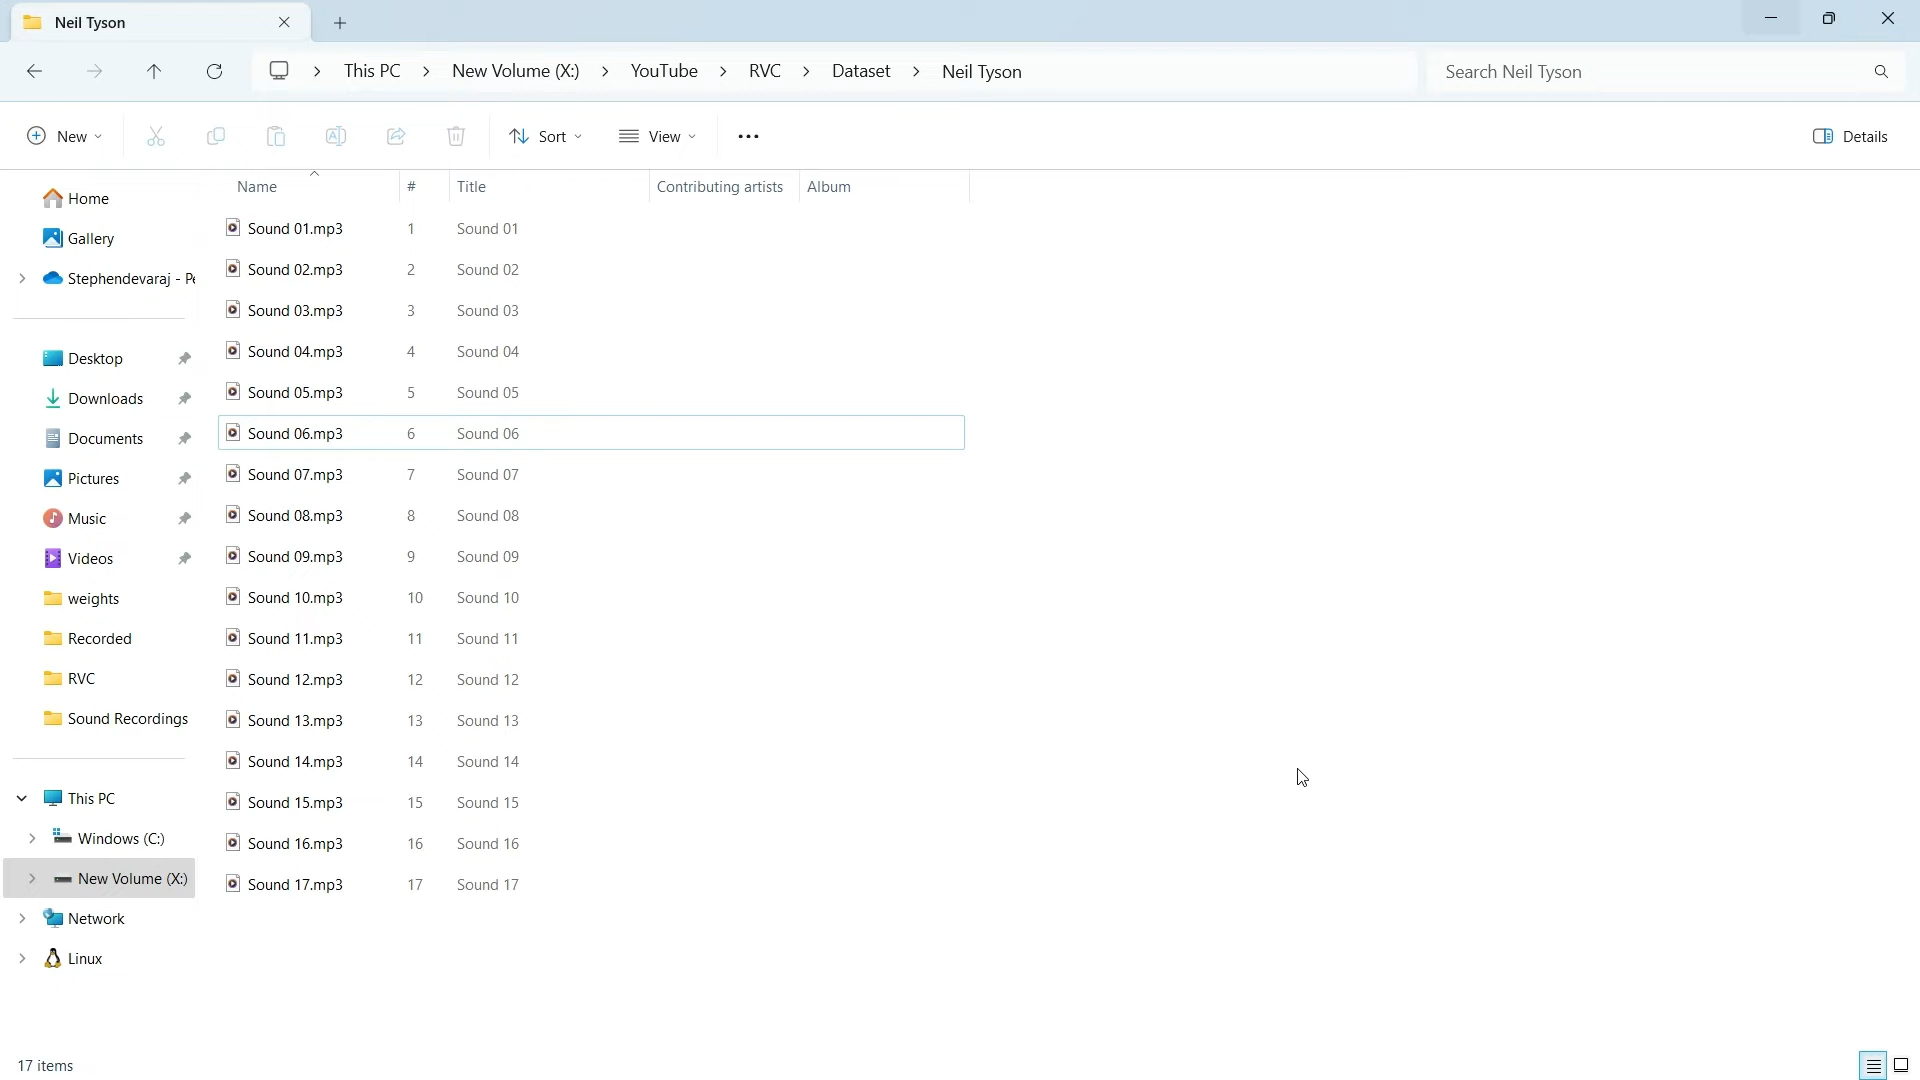 Neil Tyson
This PC > New Volume (X:) > YouTube > RVC > Dataset > Neil Tyson
Search Neil Tyson
New
Sort
View
Details
Home
Gallery
Stephendevaraj - Pe
Desktop
Downloads
Documents
Pictures
Music
Videos
weights
Recorded
RVC
Sound Recordings
This PC
Windows (C:)
New Volume (X:)
Network
Linux
Name # Title Contributing artists Album
Sound 01.mp3 1 Sound 01
Sound 02.mp3 2 Sound 02
Sound 03.mp3 3 Sound 03
Sound 04.mp3 4 Sound 04
Sound 05.mp3 5 Sound 05
Sound 06.mp3 6 Sound 06
Sound 07.mp3 7 Sound 07
Sound 08.mp3 8 Sound 08
Sound 09.mp3 9 Sound 09
Sound 10.mp3 10 Sound 10
Sound 11.mp3 11 Sound 11
Sound 12.mp3 12 Sound 12
Sound 13.mp3 13 Sound 13
Sound 14.mp3 14 Sound 14
Sound 15.mp3 15 Sound 15
Sound 16.mp3 16 Sound 16
Sound 17.mp3 17 Sound 17
17 items